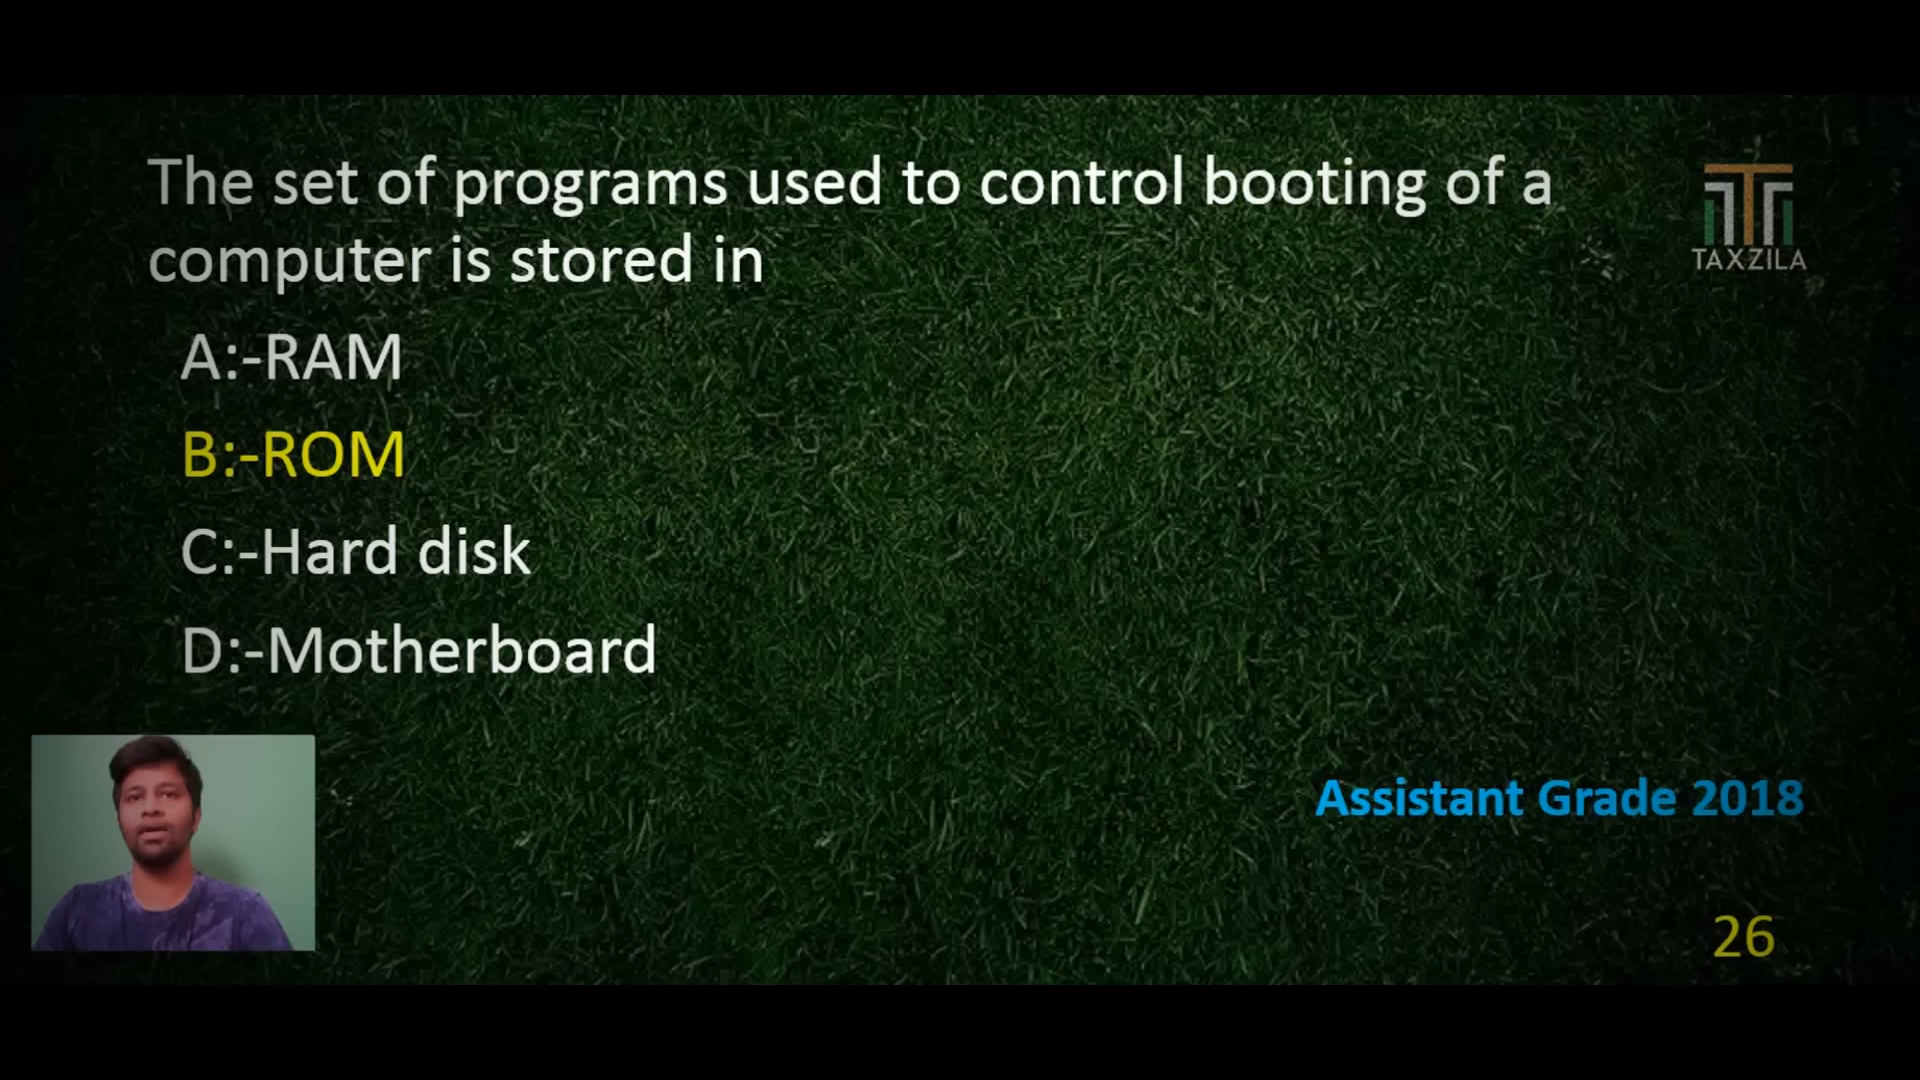 The set of programs used to control booting of a
computer is stored in
TAXZILA
A:-RAM
B:-ROM
C:-Hard disk
D:-Motherboard
Assistant Grade 2018
26